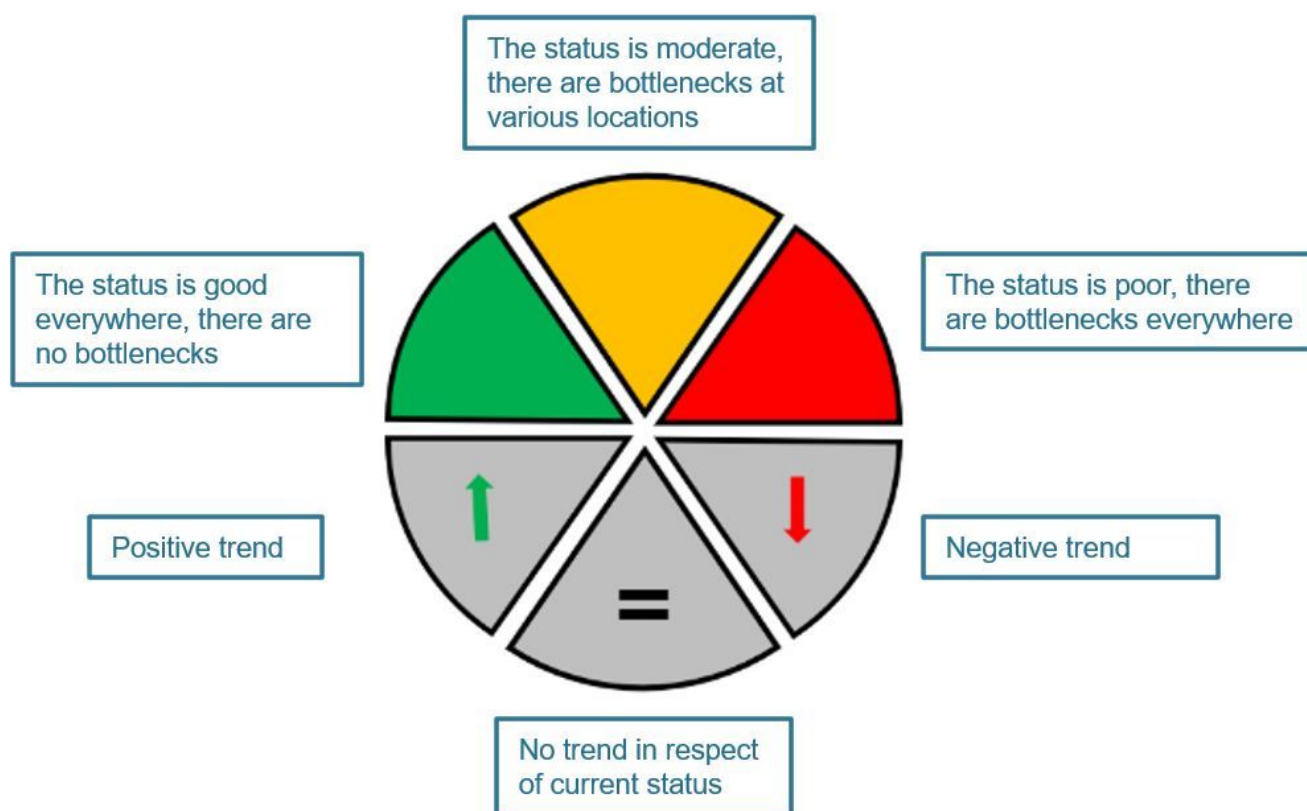 The status is moderate,
there are bottlenecks at
various locations
The status is good
everywhere, there are
no bottlenecks
The status is poor, there
are bottlenecks everywhere
Positive trend
=
Negative trend
No trend in respect
of current status